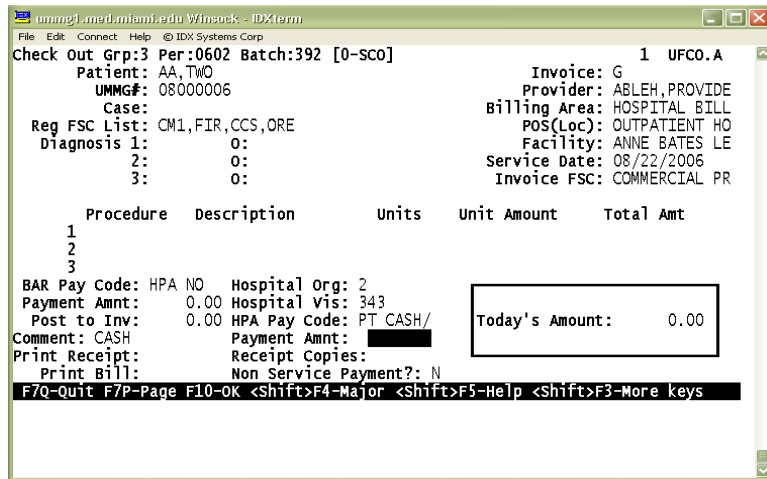 ummg1.med.miami.edu Winsock - IDXterm
File Edit Connect Help © IDX Systems Corp
Check Out Grp:3 Per:0602 Batch:392 [0-SCO] 1 UFCO.A
Patient: AA,TWO Invoice: G
UMMG#: 08000006 Provider: ABLEH,PROVIDE
Case: Billing Area: HOSPITAL BILL
Reg FSC List: CM1,FIR,CCS,ORE POS(Loc): OUTPATIENT HO
Diagnosis 1: 0: Facility: ANNE BATES LE
2: 0: Service Date: 08/22/2006
3: 0: Invoice FSC: COMMERCIAL PR
Procedure Description Units Unit Amount Total Amt
1
2
3
BAR Pay Code: HPA NO Hospital Org: 2
Payment Amnt: 0.00 Hospital Vis: 343
Post to Inv: 0.00 HPA Pay Code: PT CASH/ Today's Amount: 0.00
Comment: CASH Payment Amnt:
Print Receipt: Receipt Copies:
Print Bill: Non Service Payment?: N
F7Q-Quit F7P-Page F10-OK <Shift>F4-Major <Shift>F5-Help <Shift>F3-More keys